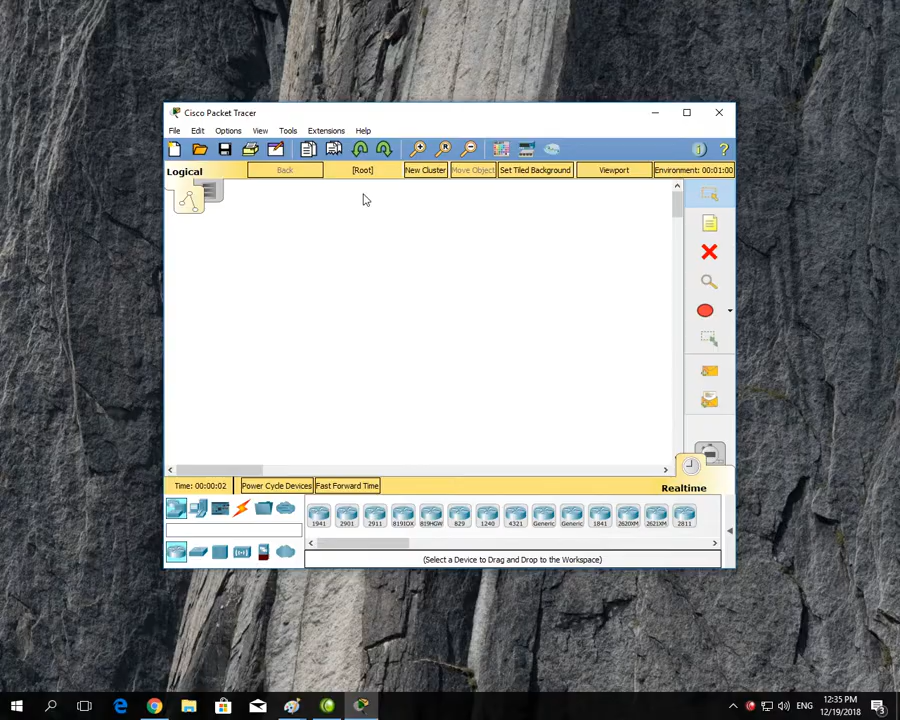 Cisco Packet Tracer
File Edit Options View Tools Extensions Help
Logical Back [Root] New Cluster Move Object Set Tiled Background Viewport Environment: 00:01:00
Time: 00:00:02 Power Cycle Devices Fast Forward Time Realtime
1941 2901 2911 819IOX 819HGW 829 1240 4321 Generic Generic 1841 2620XM 2621XM 2811
(Select a Device to Drag and Drop to the Workspace)
ENG 12:35 PM
12/19/2018
3